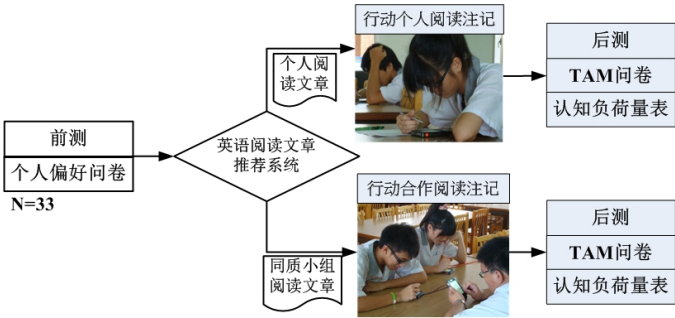 前测
个人偏好问卷
N=33
英语阅读文章
推荐系统
个人阅
读文章
行动个人阅读注记
后测
TAM问卷
认知负荷量表
同质小组
阅读文章
行动合作阅读注记
后测
TAM问卷
认知负荷量表